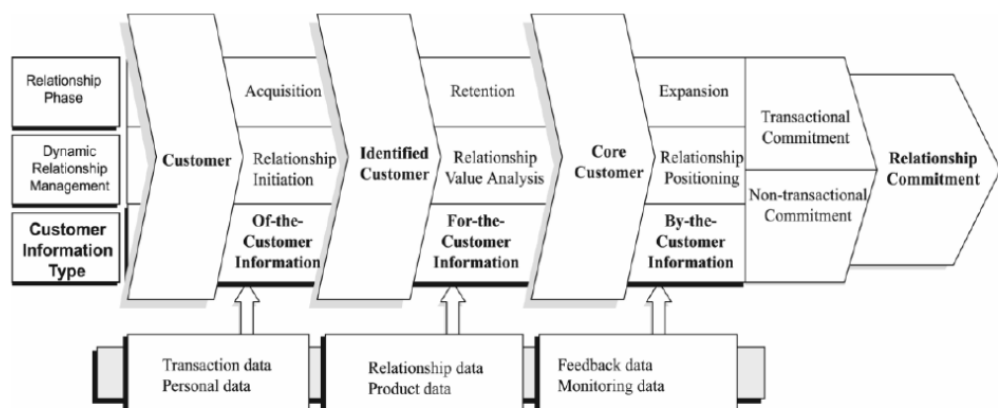 Relationship
Phase
Acquisition
Retention
Expansion
Dynamic
Relationship
Management
Customer
Relationship
Initiation
Identified
Customer
Relationship
Value Analysis
Core
Customer
Relationship
Positioning
Transactional
Commitment
Non-transactional
Commitment
Relationship
Commitment
Customer
Information
Type
Of-the-
Customer
Information
For-the-
Customer
Information
By-the-
Customer
Information
Transaction data
Personal data
Relationship data
Product data
Feedback data
Monitoring data